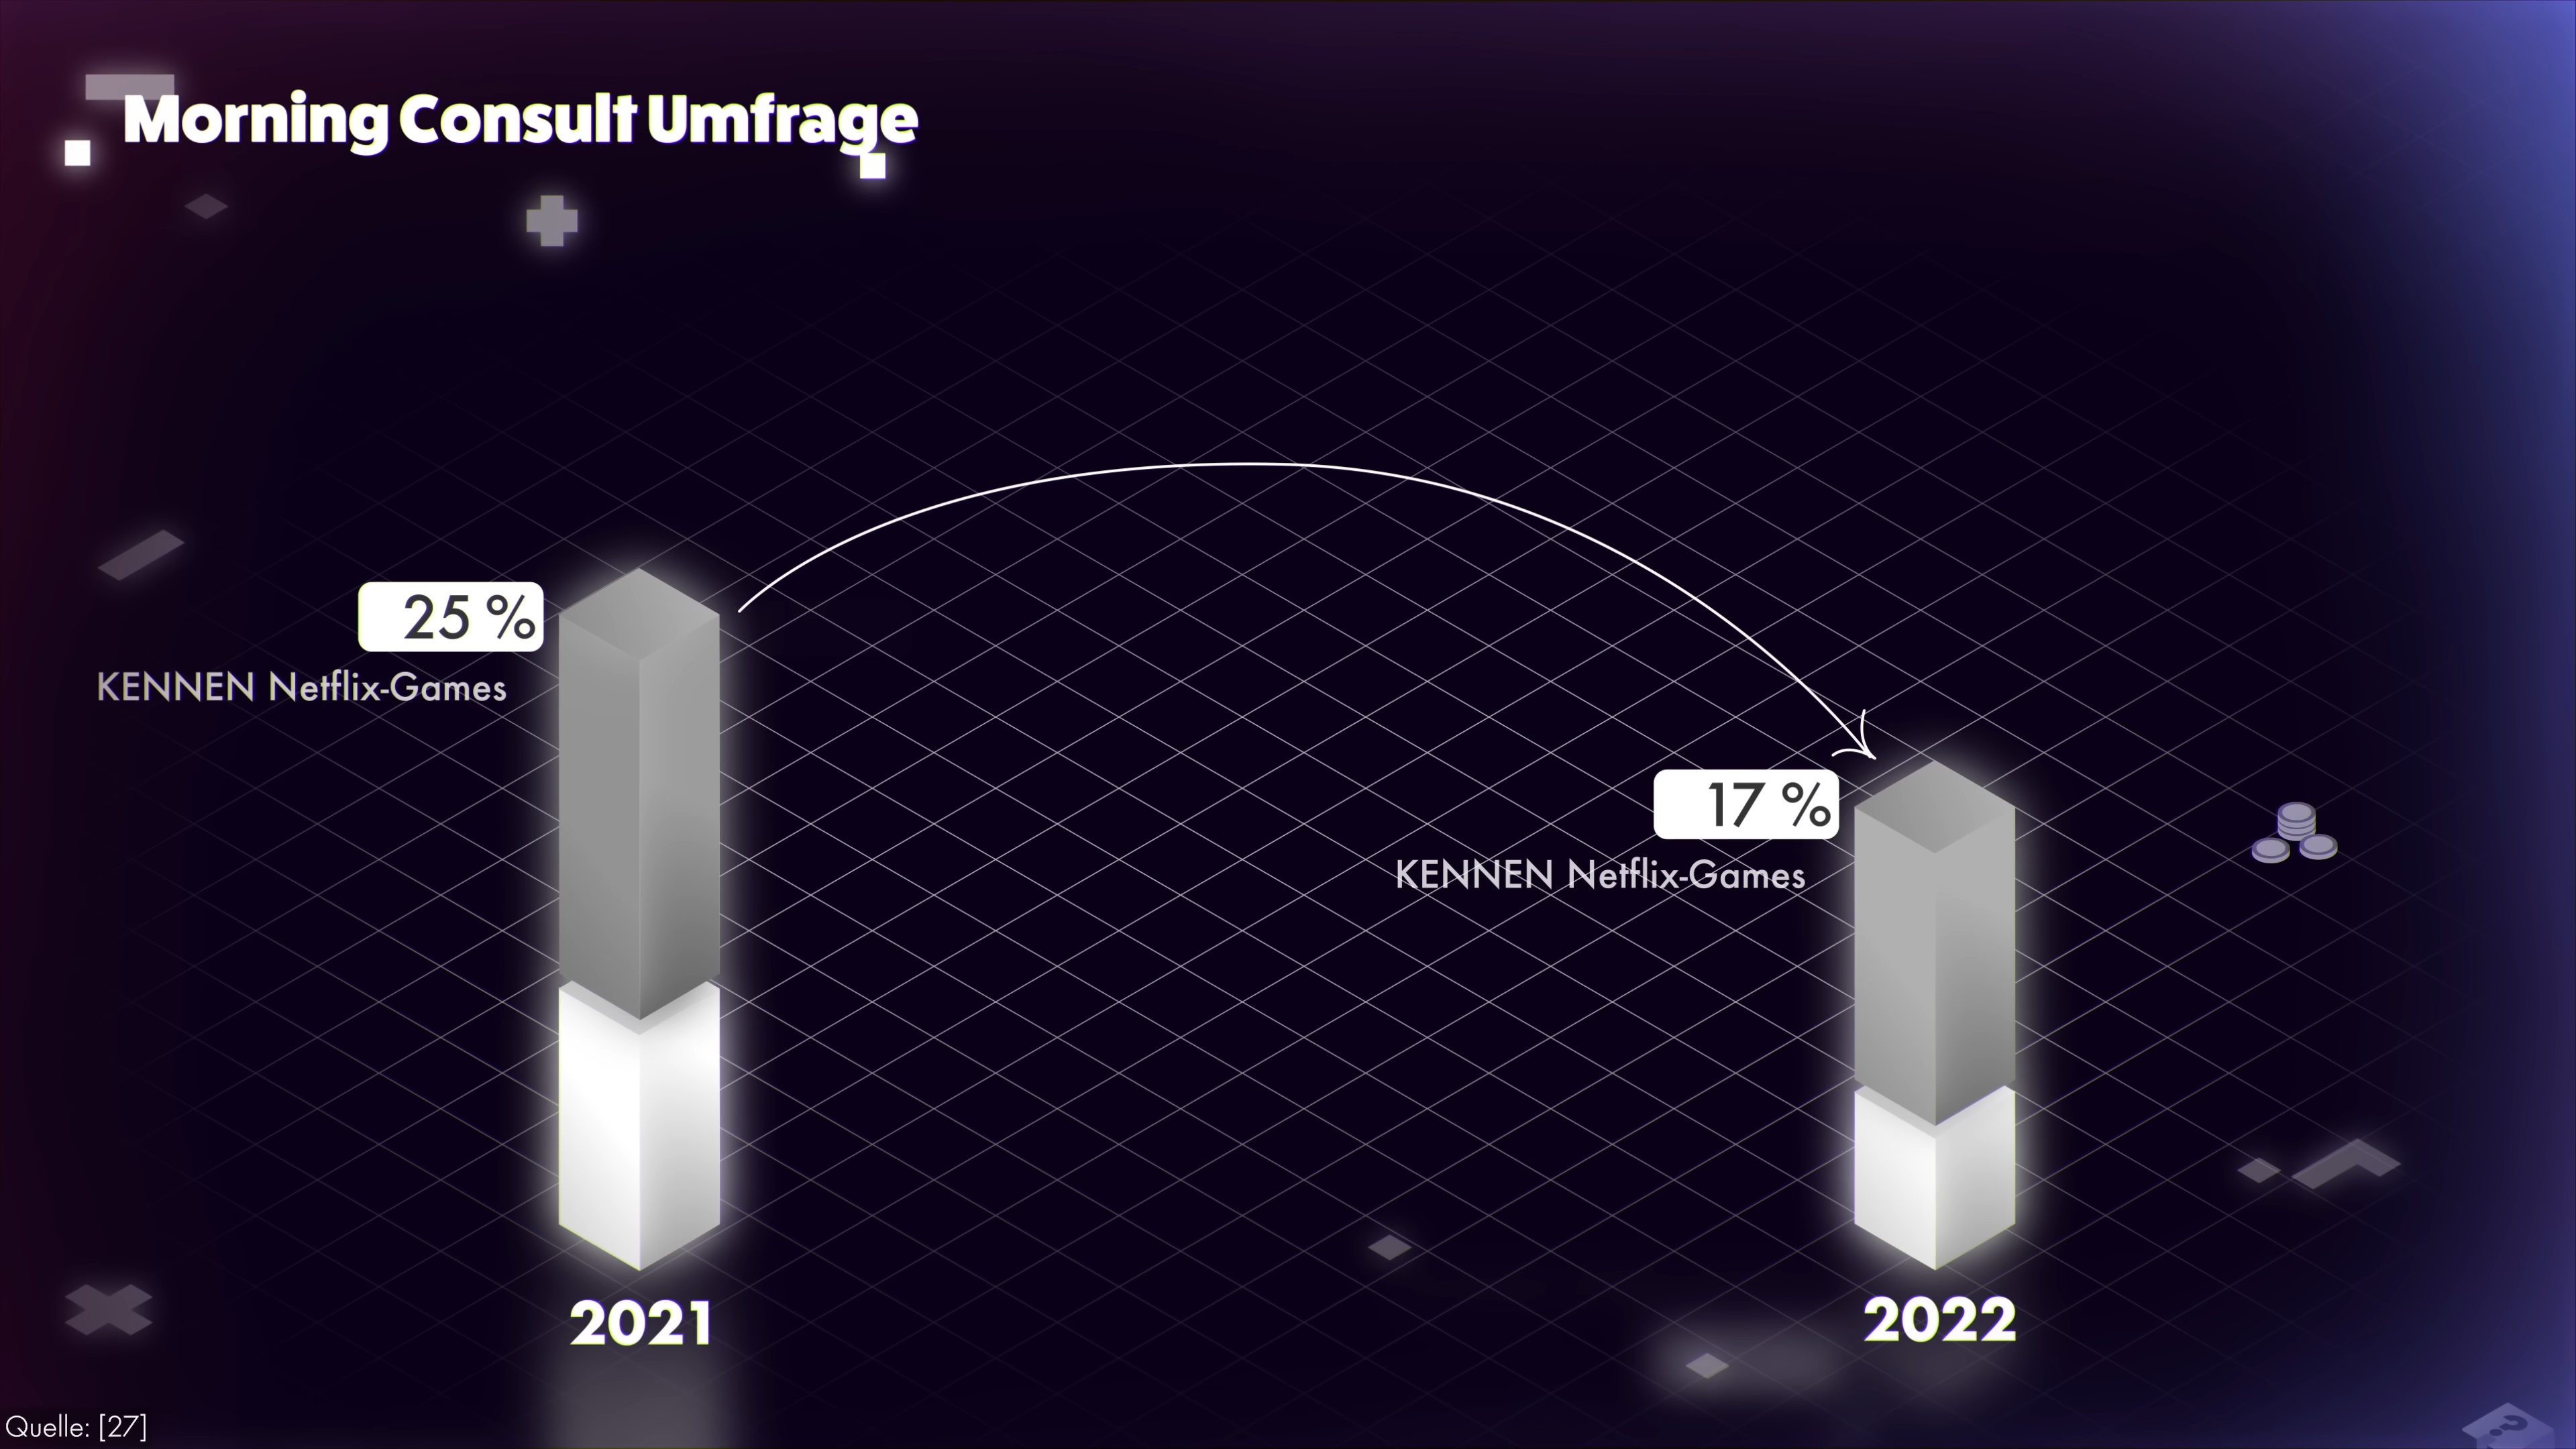 Morning Consult Umfrage
25 %
KENNEN Netflix-Games
17 %
KENNEN Netflix-Games
2021
2022
Quelle: [27]
?